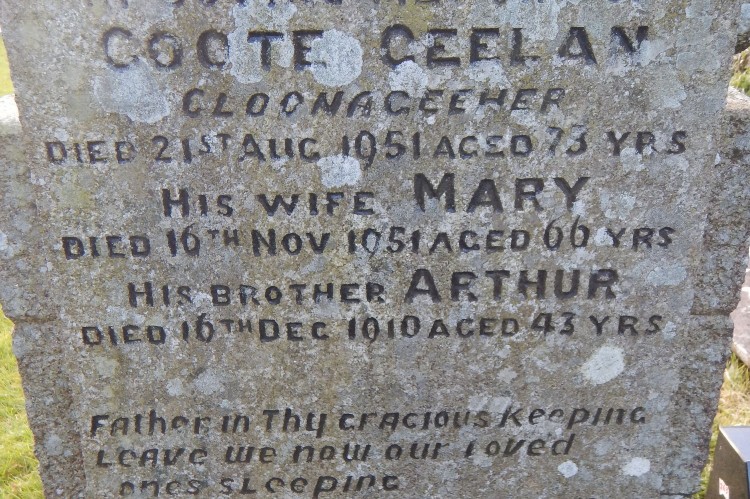 COOTE GEELAN
CLOONAGEEHER
DIED 21ST AUG 1951 AGED 73 YRS
HIS WIFE MARY
DIED 16TH NOV 1951 AGED 66 YRS
HIS BROTHER ARTHUR
DIED 16TH DEC 1910 AGED 43 YRS
Father in Thy gracious keeping
Leave we now our loved
ones sleeping